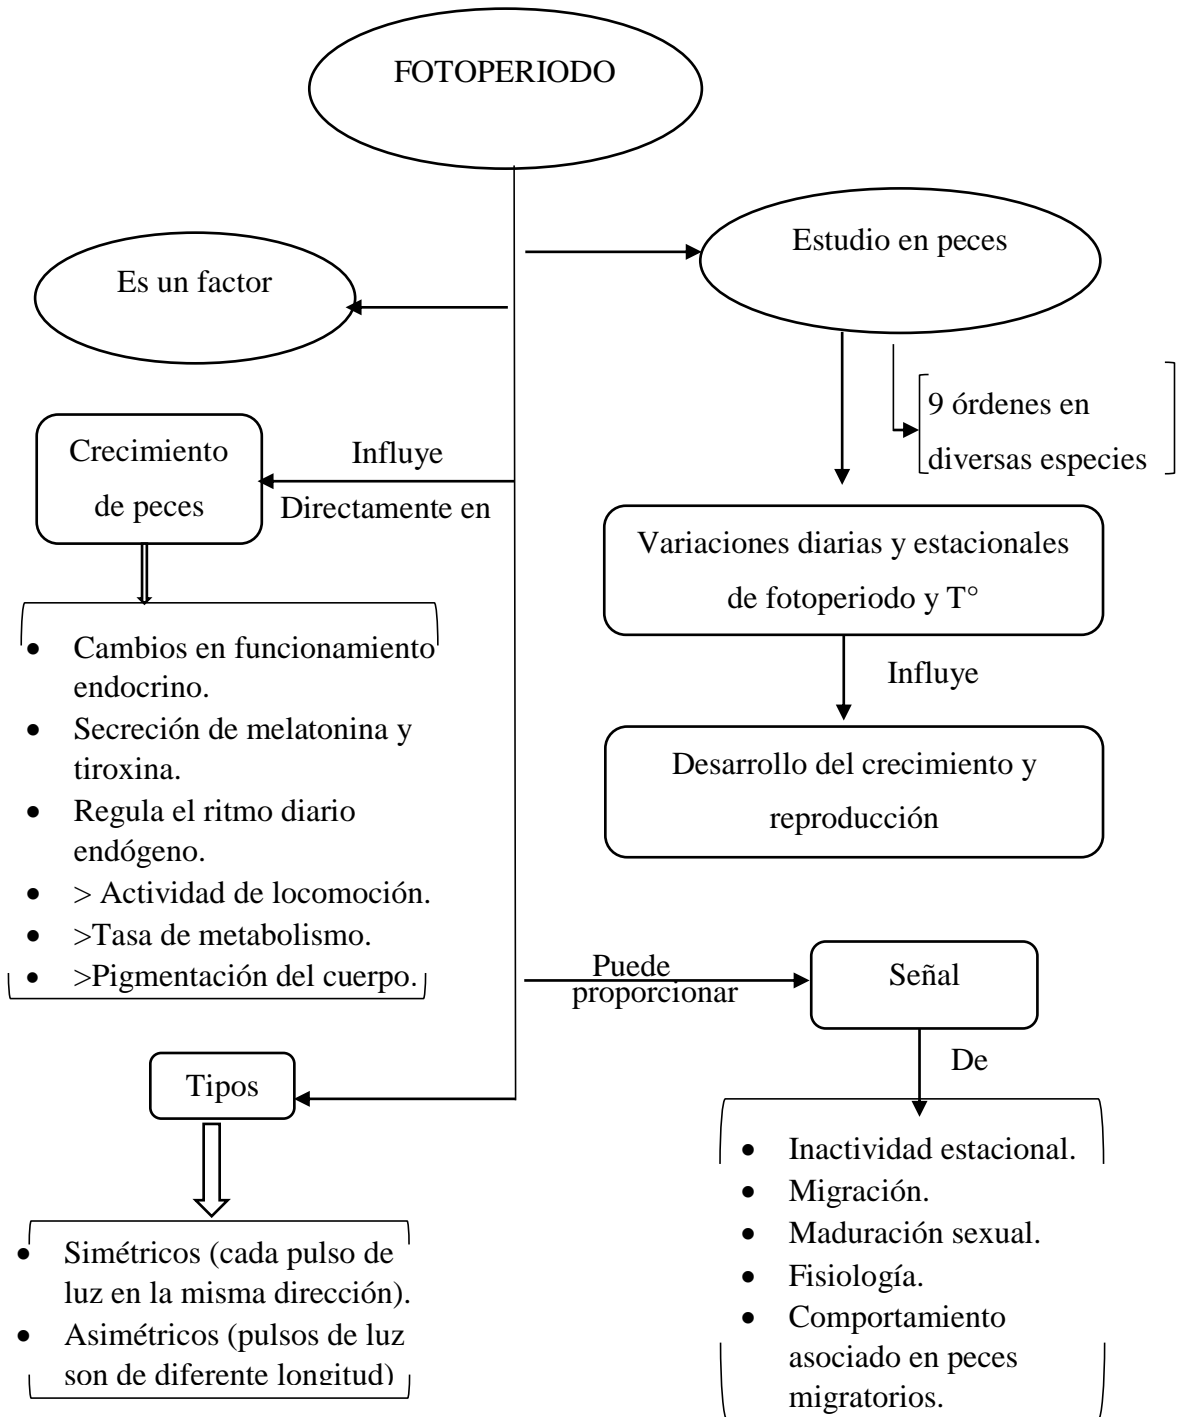 FOTOPERIODO
Estudio en peces
Es un factor
9 órdenes en
diversas especies
Crecimiento
de peces
Influye
Directamente en
Variaciones diarias y estacionales
de fotoperiodo y T°
Influye
Desarrollo del crecimiento y
reproducción
• Cambios en funcionamiento
endocrino.
• Secreción de melatonina y
tiroxina.
• Regula el ritmo diario
endógeno.
• > Actividad de locomoción.
• >Tasa de metabolismo.
• >Pigmentación del cuerpo.
Puede
proporcionar
Señal
De
Tipos
• Inactividad estacional.
• Migración.
• Maduración sexual.
• Fisiología.
• Comportamiento
asociado en peces
migratorios.
• Simétricos (cada pulso de
luz en la misma dirección).
• Asimétricos (pulsos de luz
son de diferente longitud)